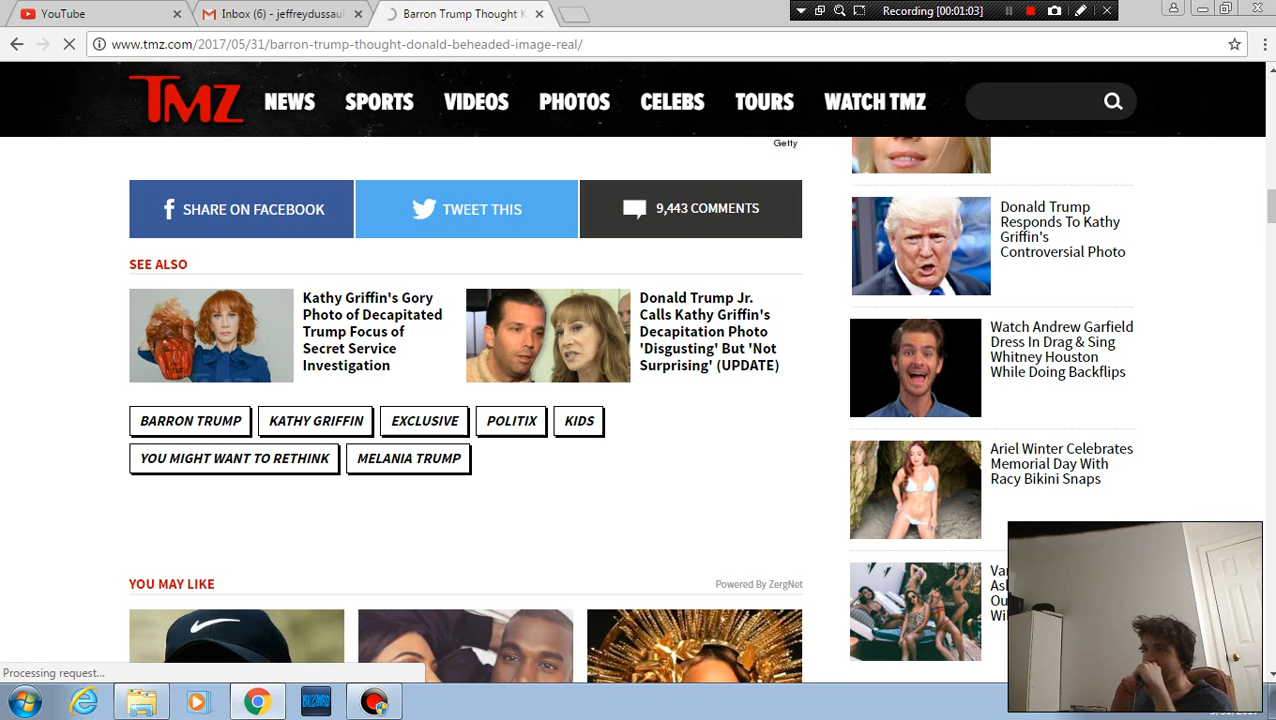 YouTube
Inbox (6) - jeffreydussaul
Barron Trump Thought K
Recording [00:01:03]
www.tmz.com/2017/05/31/barron-trump-thought-donald-beheaded-image-real/
TMZ
NEWS
SPORTS
VIDEOS
PHOTOS
CELEBS
TOURS
WATCH TMZ
Getty
SHARE ON FACEBOOK
TWEET THIS
9,443 COMMENTS
SEE ALSO
Kathy Griffin's Gory
Photo of Decapitated
Trump Focus of
Secret Service
Investigation
Donald Trump Jr.
Calls Kathy Griffin's
Decapitation Photo
'Disgusting' But 'Not
Surprising' (UPDATE)
BARRON TRUMP
KATHY GRIFFIN
EXCLUSIVE
POLITIX
KIDS
YOU MIGHT WANT TO RETHINK
MELANIA TRUMP
YOU MAY LIKE
Powered By ZergNet
Donald Trump
Responds To Kathy
Griffin's
Controversial Photo
Watch Andrew Garfield
Dress In Drag & Sing
Whitney Houston
While Doing Backflips
Ariel Winter Celebrates
Memorial Day With
Racy Bikini Snaps
Processing request...
BLIZZARD